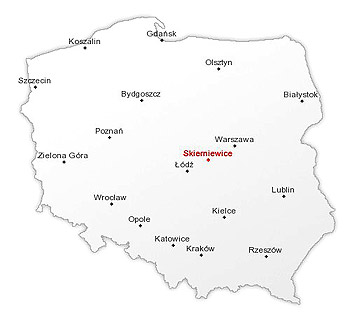 Gdańsk
Koszalin
Olsztyn
Szczecin
Bydgoszcz
Białystok
Poznań
Warszawa
Skierniewice
Zielona Góra
Łódź
Lublin
Wrocław
Kielce
Opole
Katowice
Kraków
Rzeszów